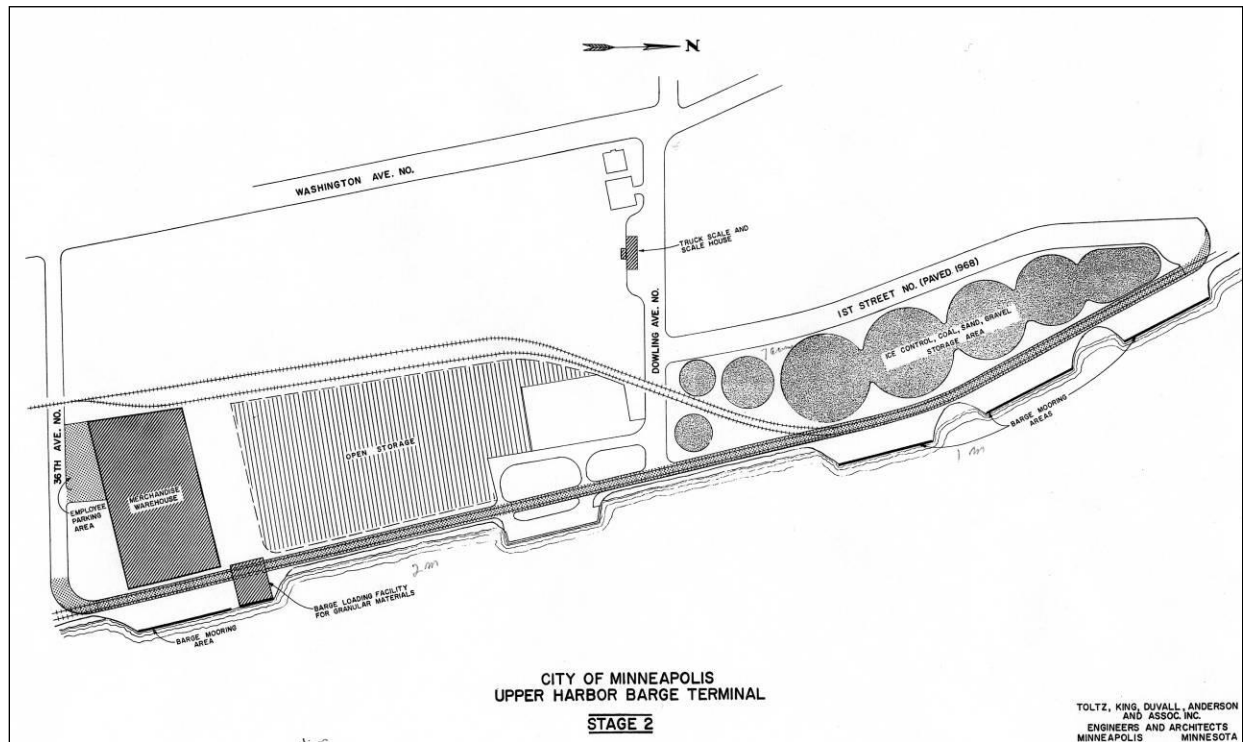 N
WASHINGTON AVE. NO.
TRUCK SCALE AND
SCALE HOUSE
1ST STREET NO. (PAVED 1968)
DOWLING AVE. NO.
ICE CONTROL, COAL, SAND, GRAVEL
STORAGE AREA
BARGE MOORING
AREAS
1 m
36TH AVE. NO.
OPEN STORAGE
MERCHANDISE
WAREHOUSE
EMPLOYEE
PARKING
AREA
2 m
BARGE LOADING FACILITY
FOR GRANULAR MATERIALS
BARGE MOORING
AREA
CITY OF MINNEAPOLIS
UPPER HARBOR BARGE TERMINAL
STAGE 2
TOLTZ, KING, DUVALL, ANDERSON
AND ASSOC. INC.
ENGINEERS AND ARCHITECTS
MINNEAPOLIS MINNESOTA